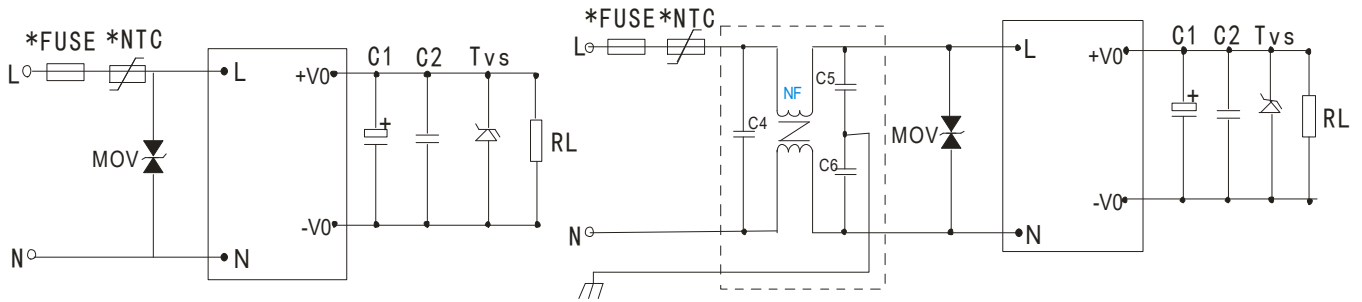 *FUSE *NTC
L
L
MOV
N
N
+V0
-V0
C1
C2
Tvs
+
RL
*FUSE*NTC
L
C4
NF
C5
C6
N
MOV
L
N
+V0
-V0
C1
C2
Tvs
+
RL